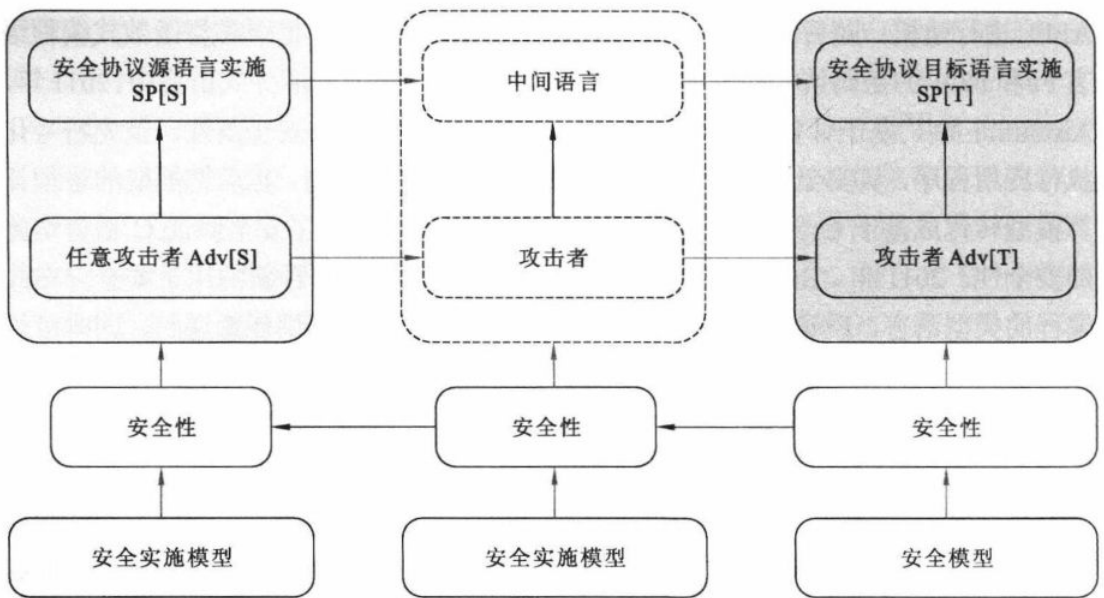 安全协议源语言实施
SP[S]
中间语言
安全协议目标语言实施
SP[T]
任意攻击者 Adv[S]
攻击者
攻击者 Adv[T]
安全性
安全性
安全性
安全实施模型
安全实施模型
安全模型